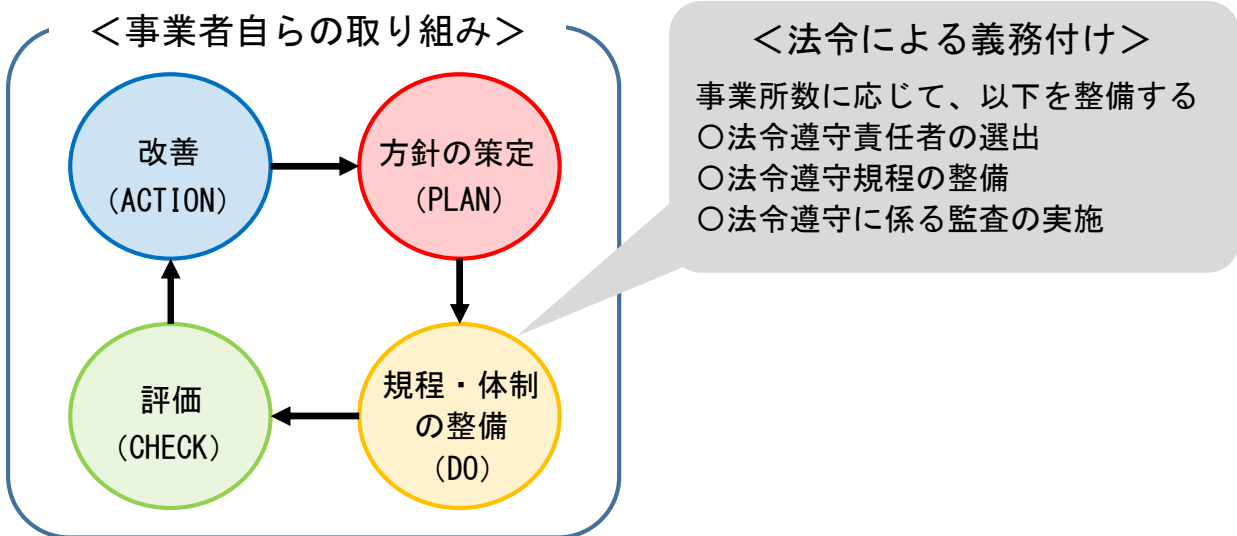 ＜事業者自らの取り組み＞
改善
(ACTION)
方針の策定
(PLAN)
規程・体制
の整備
(DO)
評価
(CHECK)
＜法令による義務付け＞
事業所数に応じて、以下を整備する
〇法令遵守責任者の選出
〇法令遵守規程の整備
〇法令遵守に係る監査の実施